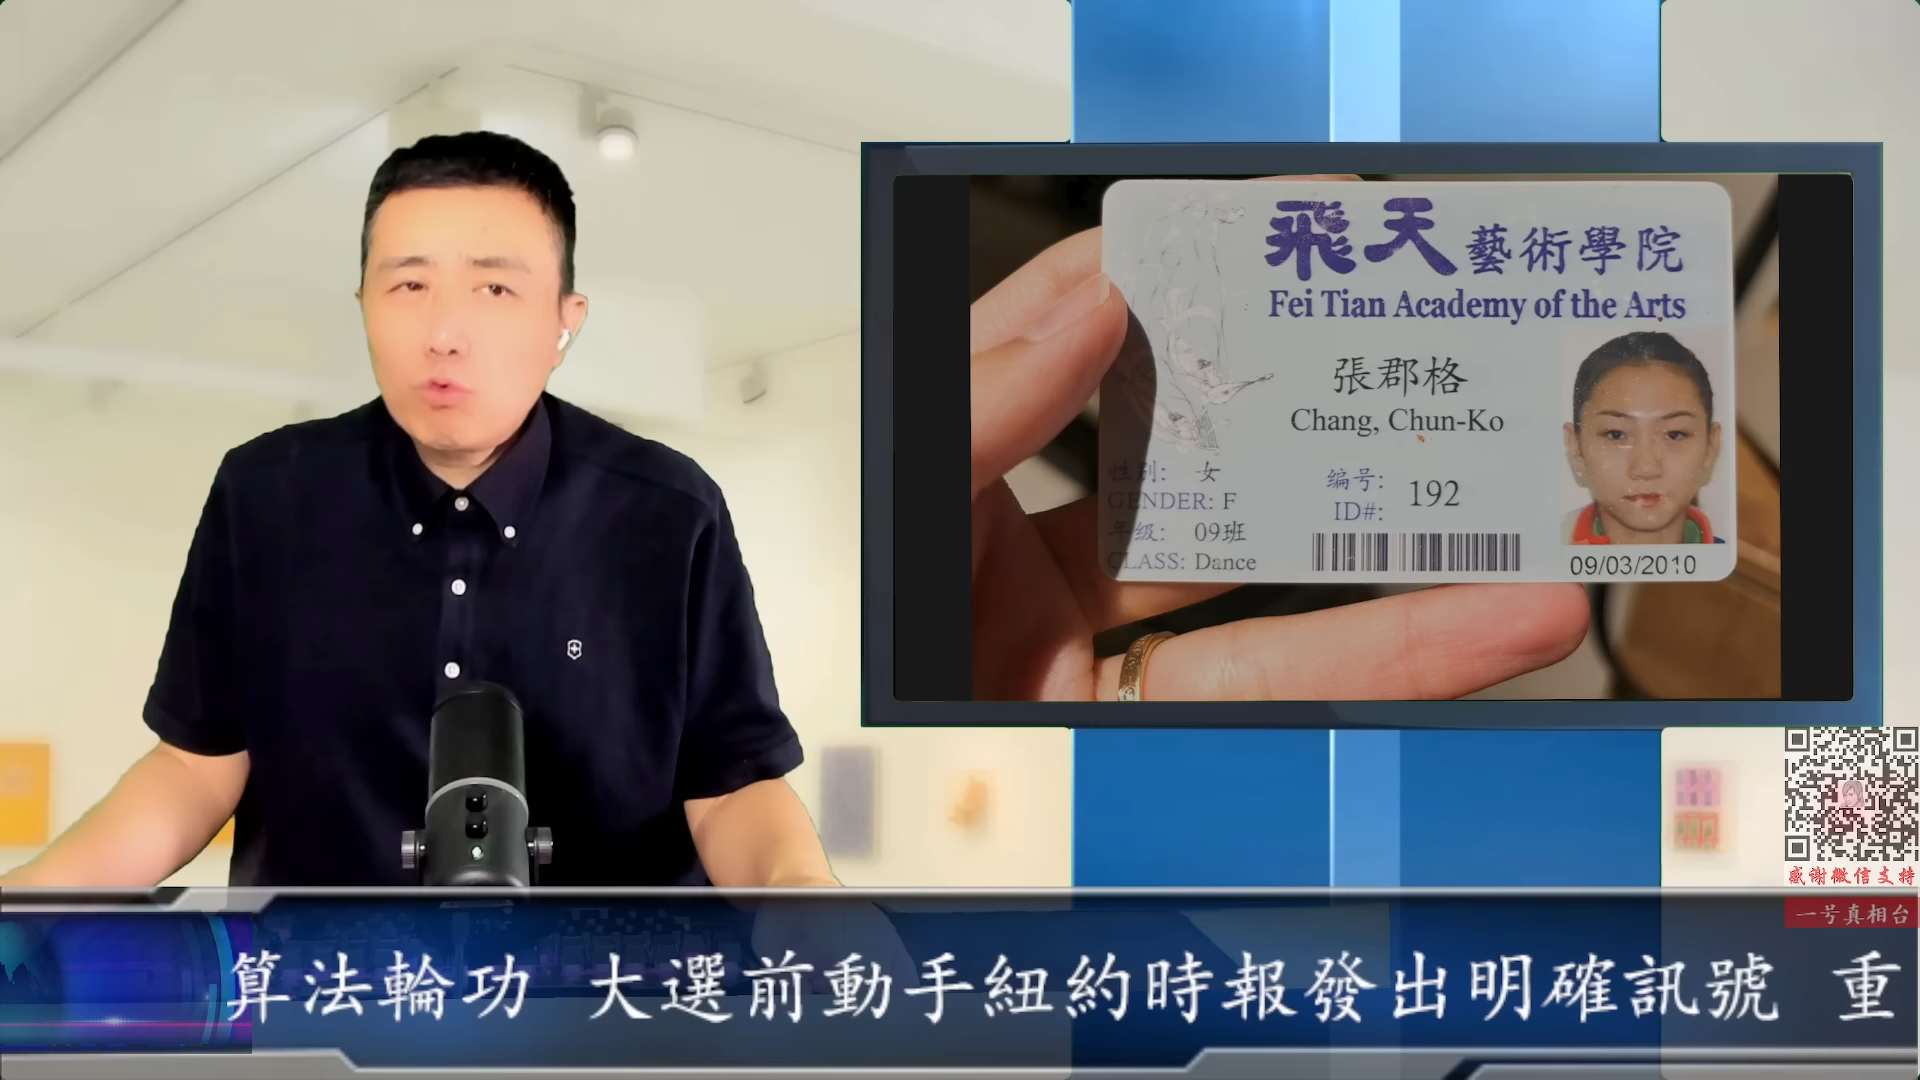 飛天藝術學院
Fei Tian Academy of the Arts
張郡格
Chang, Chun-Ko
性别: 女
GENDER: F
年级: 09班
CLASS: Dance
编号:
ID#: 192
09/03/2010
感谢微信支持
一号真相台
算法輪功 大選前動手紐約時報發出明確訊號 重